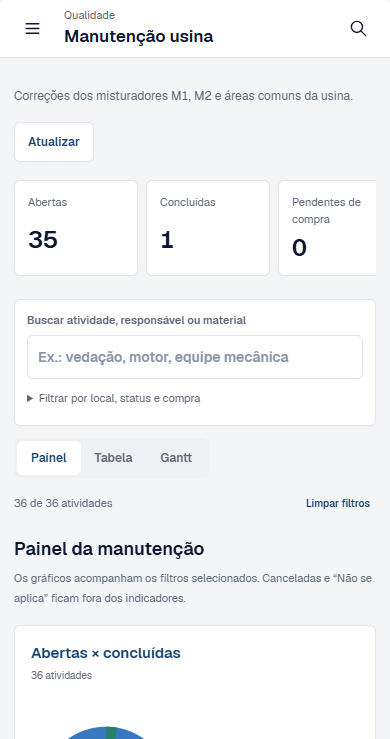 Qualidade
Manutenção usina
Correções dos misturadores M1, M2 e áreas comuns da usina.
Atualizar
Abertas
35
Concluídas
1
Pendentes de
compra
0
Buscar atividade, responsável ou material
Ex.: vedação, motor, equipe mecânica
Filtrar por local, status e compra
Painel
Tabela
Gantt
36 de 36 atividades
Limpar filtros
Painel da manutenção
Os gráficos acompanham os filtros selecionados. Canceladas e “Não se
aplica” ficam fora dos indicadores.
Abertas × concluídas
36 atividades